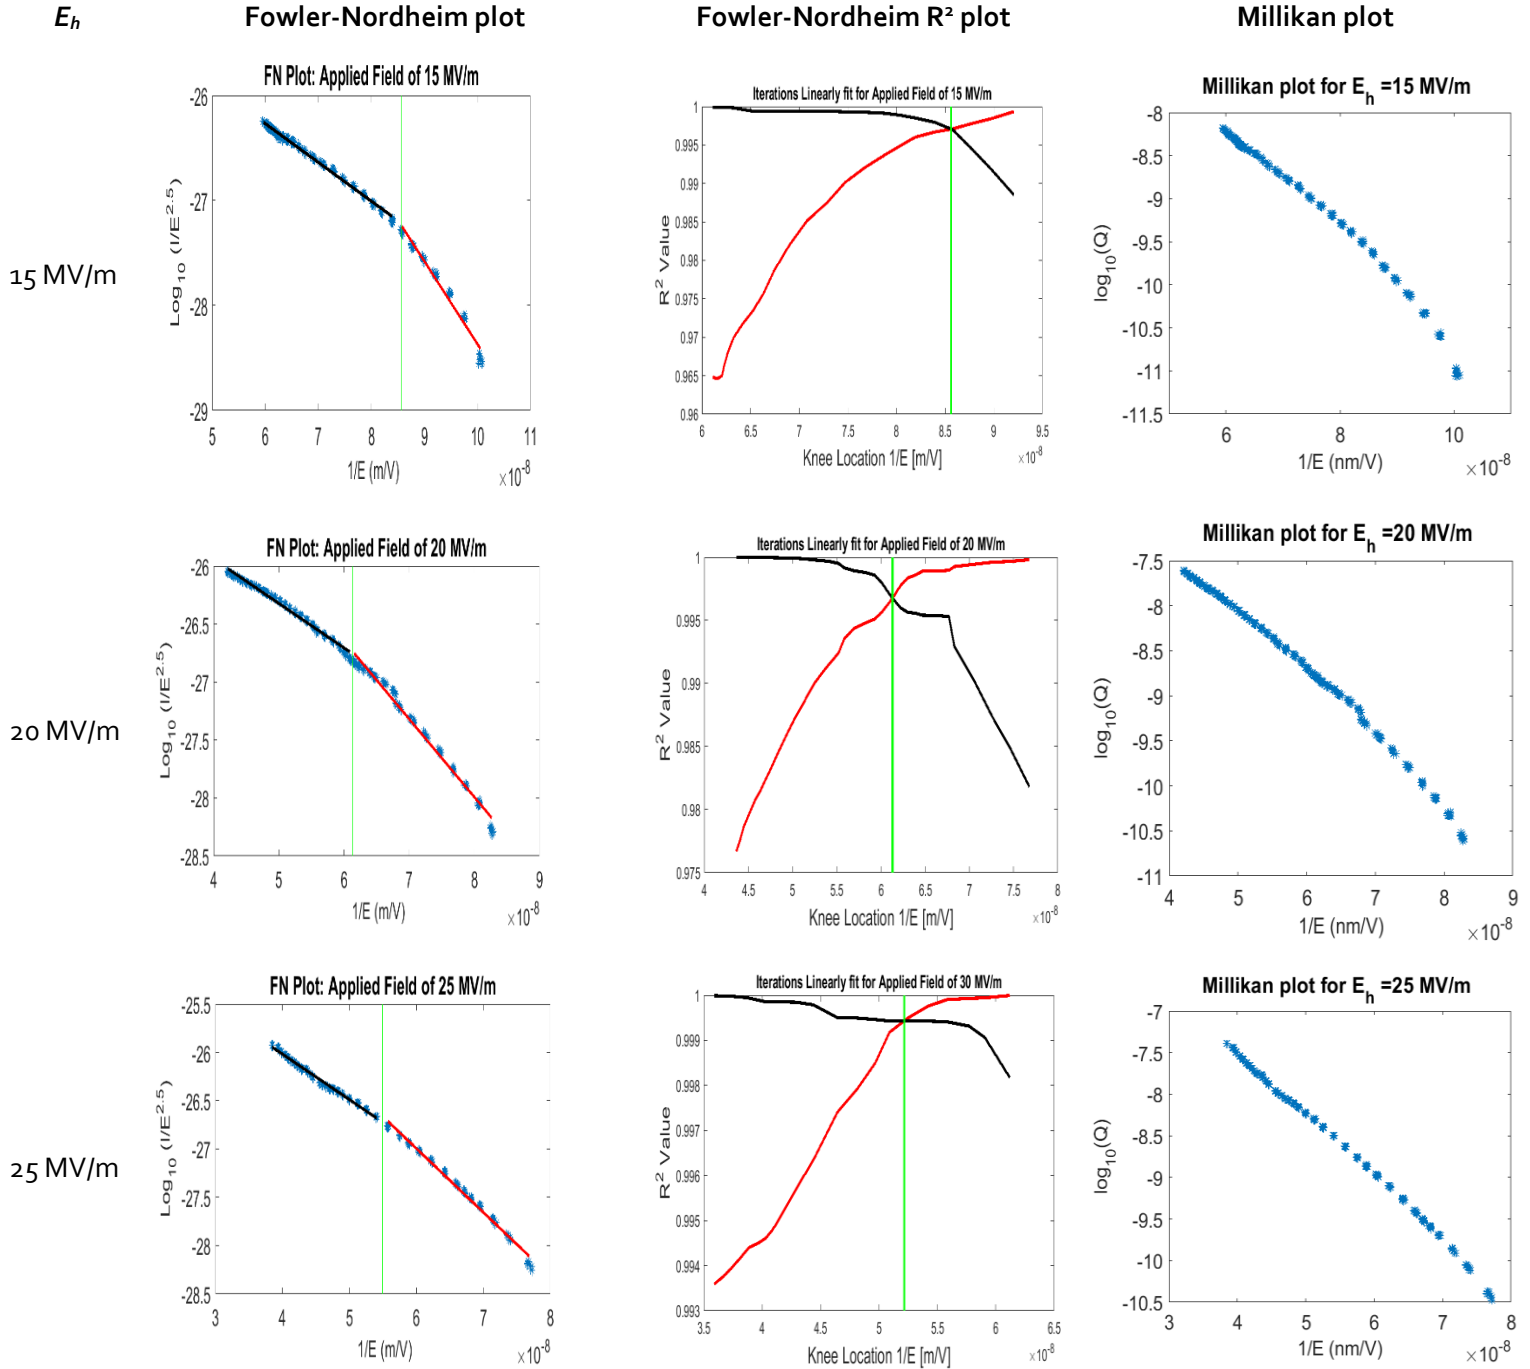 E_h Fowler-Nordheim plot Fowler-Nordheim R² plot Millikan plot
15 MV/m
FN Plot: Applied Field of 15 MV/m
Log10 (I/E^2.5)
-26
-27
-28
-29
5 6 7 8 9 10 11
1/E (m/V) ×10^-8
Iterations Linearly fit for Applied Field of 15 MV/m
R² Value
1
0.995
0.99
0.985
0.98
0.975
0.97
0.965
0.96
6 6.5 7 7.5 8 8.5 9 9.5
Knee Location 1/E [m/V] ×10^-8
Millikan plot for E_h =15 MV/m
log10(Q)
-8
-8.5
-9
-9.5
-10
-10.5
-11
-11.5
6 8 10
1/E (nm/V) ×10^-8
20 MV/m
FN Plot: Applied Field of 20 MV/m
Log10 (I/E^2.5)
-26
-26.5
-27
-27.5
-28
-28.5
4 5 6 7 8 9
1/E (m/V) ×10^-8
Iterations Linearly fit for Applied Field of 20 MV/m
R² Value
1
0.995
0.99
0.985
0.98
0.975
4 4.5 5 5.5 6 6.5 7 7.5 8
Knee Location 1/E [m/V] ×10^-8
Millikan plot for E_h =20 MV/m
log10(Q)
-7.5
-8
-8.5
-9
-9.5
-10
-10.5
-11
4 5 6 7 8 9
1/E (nm/V) ×10^-8
25 MV/m
FN Plot: Applied Field of 25 MV/m
Log10 (I/E^2.5)
-25.5
-26
-26.5
-27
-27.5
-28
-28.5
3 4 5 6 7 8
1/E (m/V) ×10^-8
Iterations Linearly fit for Applied Field of 30 MV/m
R² Value
1
0.999
0.998
0.997
0.996
0.995
0.994
0.993
3.5 4 4.5 5 5.5 6 6.5
Knee Location 1/E [m/V] ×10^-8
Millikan plot for E_h =25 MV/m
log10(Q)
-7
-7.5
-8
-8.5
-9
-9.5
-10
-10.5
3 4 5 6 7 8
1/E (nm/V) ×10^-8